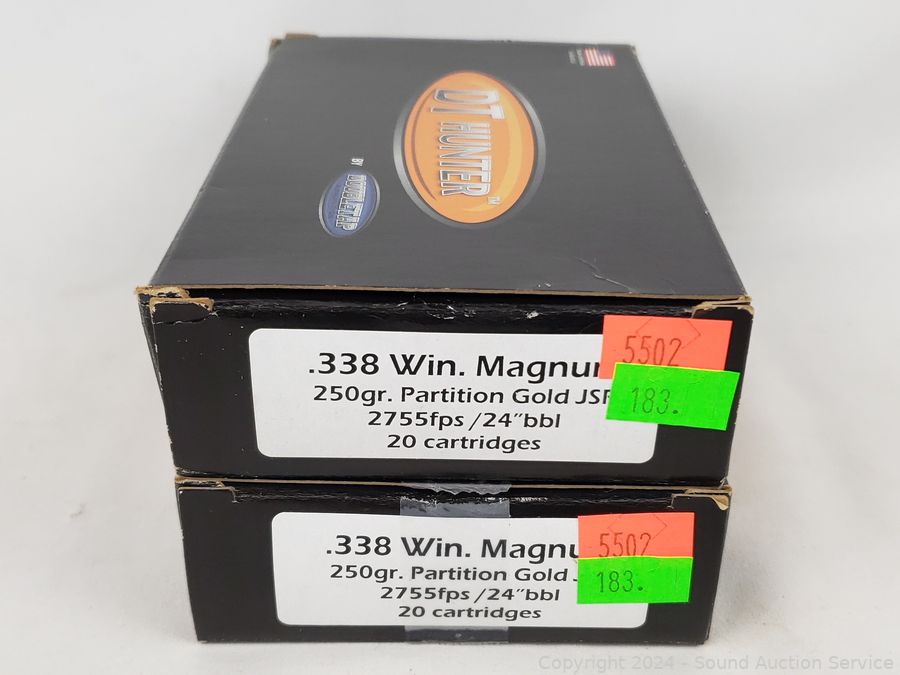 DT HUNTER™
BY DOUBLETAP
.338 Win. Magnu
5502
250gr. Partition Gold JSP
183.
2755fps /24"bbl
20 cartridges
.338 Win. Magnu
5502
250gr. Partition Gold J
183.
2755fps /24"bbl
20 cartridges
Copyright 2024 - Sound Auction Service